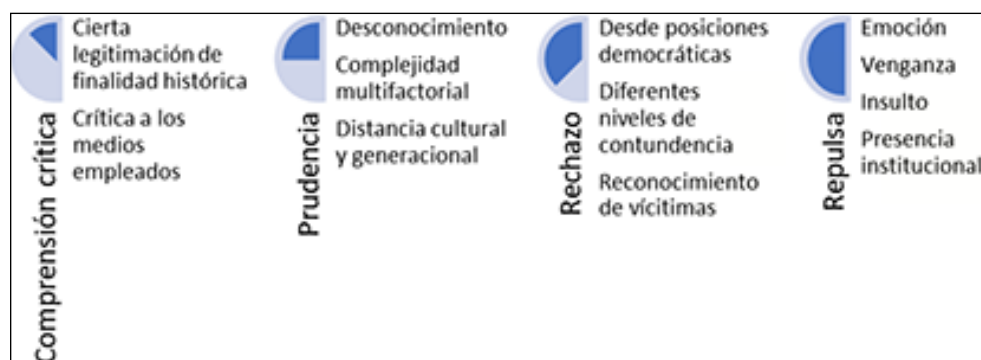 Comprensión crítica
Cierta
legitimación de
finalidad histórica
Crítica a los
medios
empleados
Prudencia
Desconocimiento
Complejidad
multifactorial
Distancia cultural
y generacional
Rechazo
Desde posiciones
democráticas
Diferentes
niveles de
contundencia
Reconocimiento
de vícitimas
Repulsa
Emoción
Venganza
Insulto
Presencia
institucional